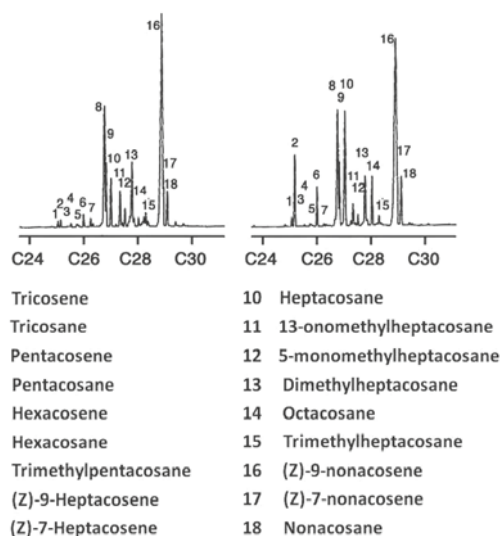 16 16
8 10
8 9
9
2
13
10 17 13 17
11 6 14 18
12 18 11
2 4 6 14 4 12
1 3 5 7 15 1 3 5 7 15
C24 C26 C28 C30 C24 C26 C28 C30
Tricosene 10 Heptacosane
Tricosane 11 13-onomethylheptacosane
Pentacosene 12 5-monomethylheptacosane
Pentacosane 13 Dimethylheptacosane
Hexacosene 14 Octacosane
Hexacosane 15 Trimethylheptacosane
Trimethylpentacosane 16 (Z)-9-nonacosene
(Z)-9-Heptacosene 17 (Z)-7-nonacosene
(Z)-7-Heptacosene 18 Nonacosane